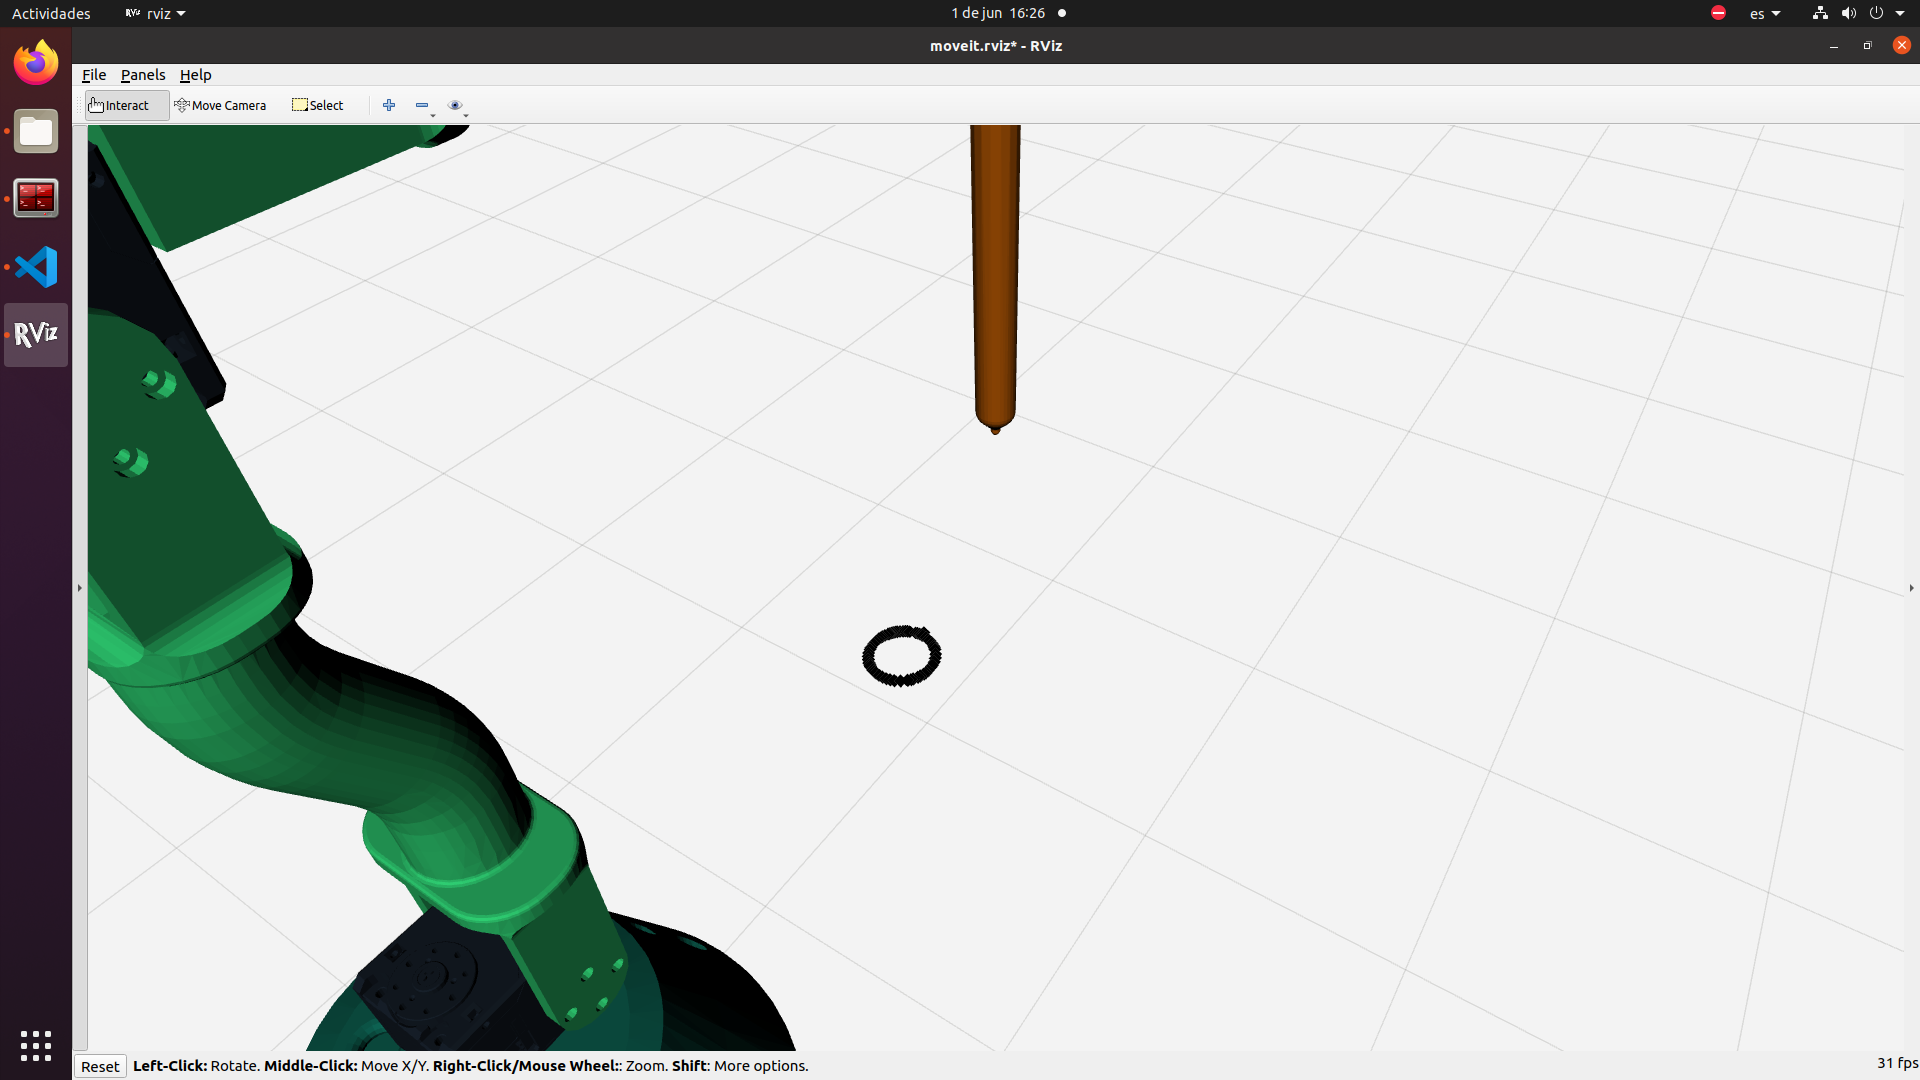 Actividades rviz 1 de jun 16:26 es
moveit.rviz* - RViz
File Panels Help
Interact Move Camera Select
RViz
Reset Left-Click: Rotate. Middle-Click: Move X/Y. Right-Click/Mouse Wheel:: Zoom. Shift: More options. 31 fps